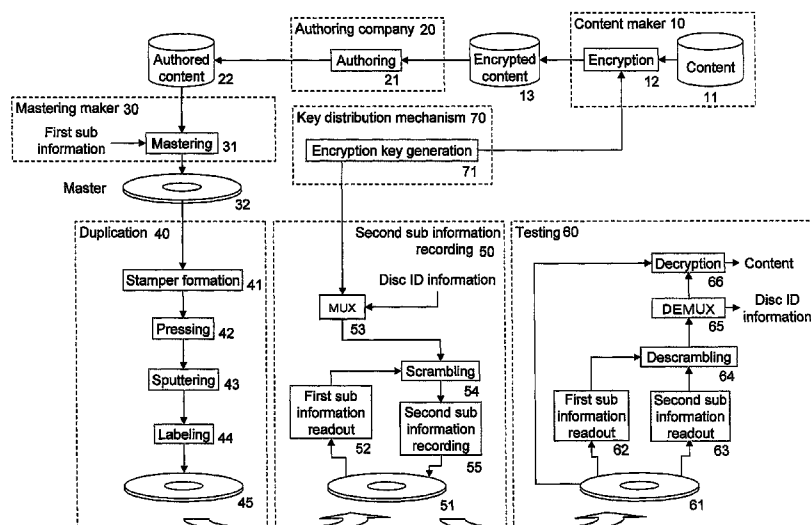 Authoring company 20
Content maker 10
Authored
content
22
Authoring
21
Encrypted
content
13
Encryption
12
Content
11
Mastering maker 30
First sub
information
Mastering
31
Key distribution mechanism 70
Encryption key generation
71
Master
32
Duplication 40
Stamper formation
41
Pressing
42
Sputtering
43
Labeling
44
45
Second sub information
recording 50
Disc ID information
MUX
53
Scrambling
54
First sub
information
readout
52
Second sub
information
recording
55
51
Testing 60
Decryption
66
Content
DEMUX
65
Disc ID
information
Descrambling
64
First sub
information
readout
62
Second sub
information
readout
63
61